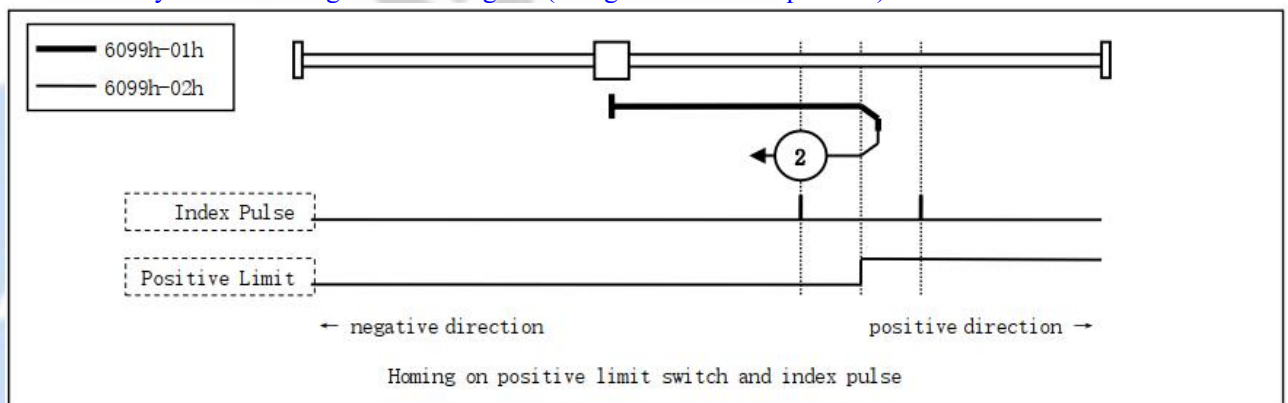 6099h-01h
6099h-02h
2
Index Pulse
Positive Limit
← negative direction
positive direction →
Homing on positive limit switch and index pulse